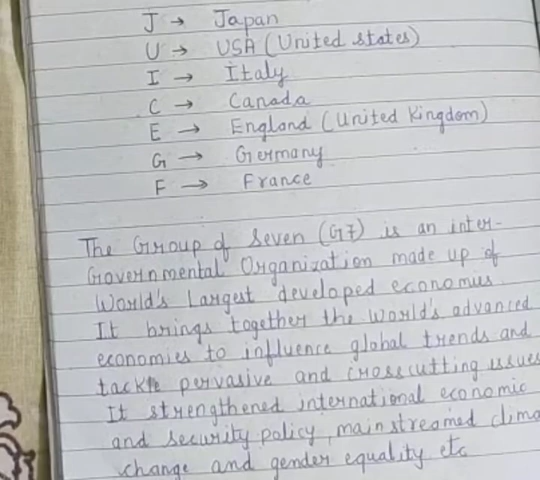 J → Japan
U → USA (United states)
I → Italy
C → Canada
E → England (United Kingdom)
G → Germany
F → France
The Group of Seven (G7) is an inter-
Governmental Organization made up of
World's Largest developed economies.
It brings together the World's advanced
economies to influence global trends and
tackle pervasive and crosscutting issues
It strengthened international economic
and security policy, mainstreamed clima
change and gender equality etc